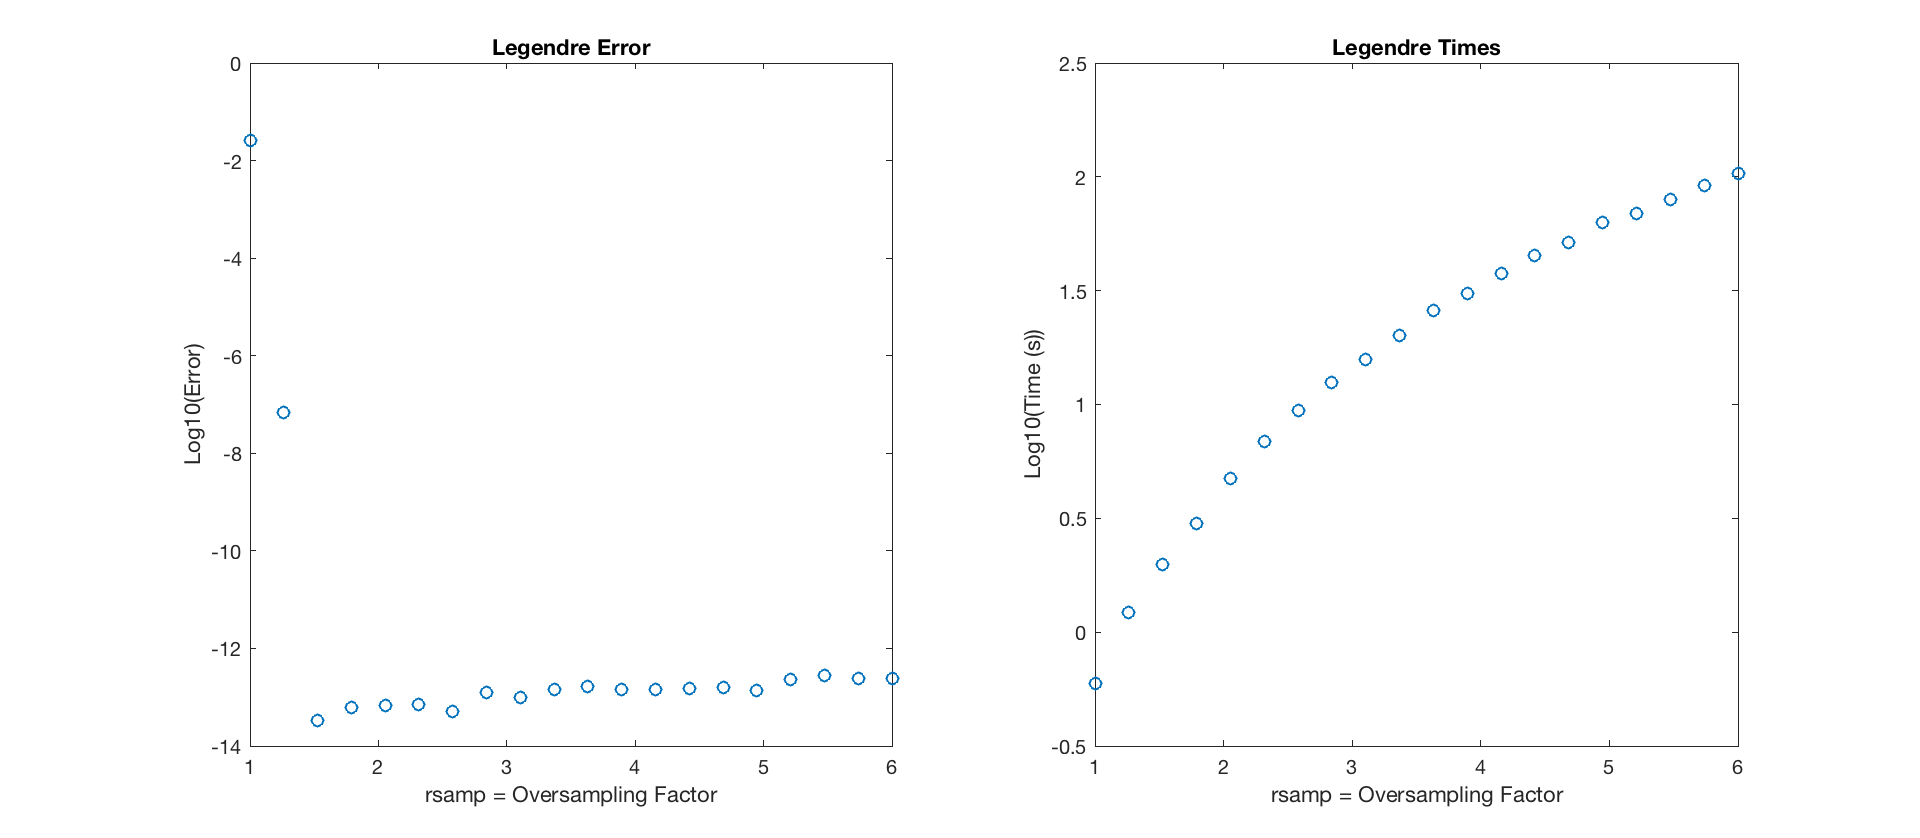 Legendre Error
0
-2
-4
-6
-8
-10
-12
-14
Log10(Error)
1 2 3 4 5 6
rsamp = Oversampling Factor
Legendre Times
2.5
2
1.5
1
0.5
0
-0.5
Log10(Time (s))
1 2 3 4 5 6
rsamp = Oversampling Factor